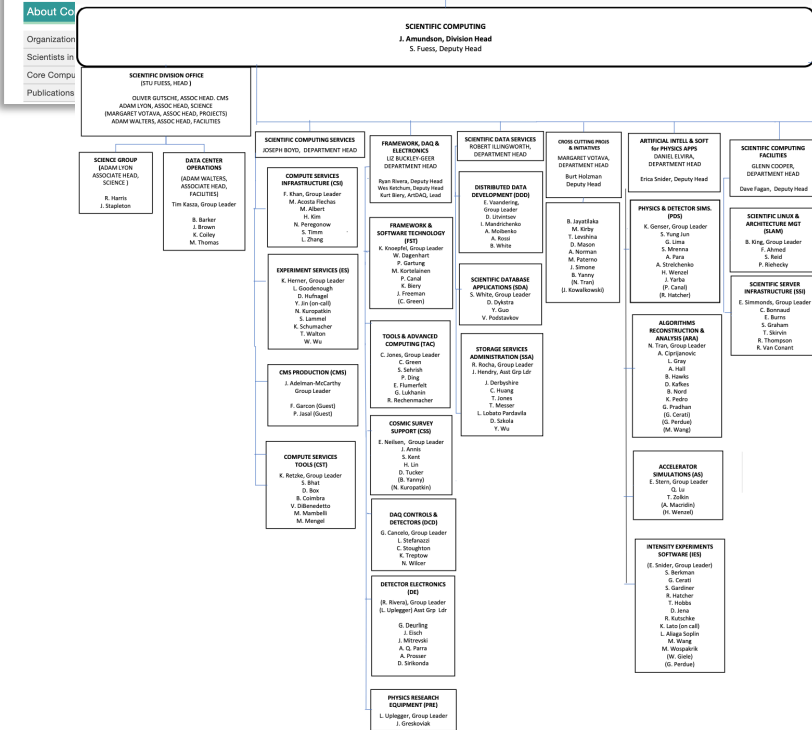 About Co
Organization
Scientists in
Core Compu
Publications
SCIENTIFIC COMPUTING
J. Amundson, Division Head
S. Fuess, Deputy Head
SCIENTIFIC DIVISION OFFICE
(STU FUESS, HEAD )
OLIVER GUTSCHE, ASSOC HEAD. CMS
ADAM LYON, ASSOC HEAD, SCIENCE
(MARGARET VOTAVA, ASSOC HEAD, PROJECTS)
ADAM WALTERS, ASSOC HEAD, FACILITIES
SCIENCE GROUP
(ADAM LYON
ASSOCIATE HEAD,
SCIENCE )
R. Harris
J. Stapleton
DATA CENTER
OPERATIONS
(ADAM WALTERS,
ASSOCIATE HEAD,
FACILITIES)
Tim Kasza, Group Leader
B. Barker
J. Brown
K. Colley
M. Thomas
SCIENTIFIC COMPUTING SERVICES
JOSEPH BOYD, DEPARTMENT HEAD
COMPUTE SERVICES
INFRASTRUCTURE (CSI)
F. Khan, Group Leader
M. Acosta Flechas
M. Albert
H. Kim
N. Peregonow
S. Timm
L. Zhang
EXPERIMENT SERVICES (ES)
K. Herner, Group Leader
L. Goodenough
D. Hufnagel
Y. Jin (on-call)
N. Kuropatkin
S. Lammel
K. Schumacher
T. Walton
W. Wu
CMS PRODUCTION (CMS)
J. Adelman-McCarthy
Group Leader
F. Garcon (Guest)
P. Jasal (Guest)
COMPUTE SERVICES
TOOLS (CST)
K. Retzke, Group Leader
S. Bhat
D. Box
B. Coimbra
V. DiBenedetto
M. Mambelli
M. Mengel
FRAMEWORK, DAQ &
ELECTRONICS
LIZ BUCKLEY-GEER
DEPARTMENT HEAD
Ryan Rivera, Deputy Head
Wes Ketchum, Deputy Head
Kurt Biery, ArtDAQ, Lead
FRAMEWORK &
SOFTWARE TECHNOLOGY
(FST)
K. Knoepfel, Group Leader
W. Dagenhart
P. Gartung
M. Kortelainen
P. Canal
K. Biery
J. Freeman
(C. Green)
TOOLS & ADVANCED
COMPUTING (TAC)
C. Jones, Group Leader
C. Green
S. Sehrish
P. Ding
E. Flumerfelt
G. Lukhanin
R. Rechenmacher
COSMIC SURVEY
SUPPORT (CSS)
E. Neilsen, Group Leader
J. Annis
S. Kent
H. Lin
D. Tucker
(B. Yanny)
(N. Kuropatkin)
DAQ CONTROLS &
DETECTORS (DCD)
G. Cancelo, Group Leader
L. Stefanazzi
C. Stoughton
K. Treptow
N. Wilcer
DETECTOR ELECTRONICS
(DE)
(R. Rivera), Group Leader
(L. Uplegger) Asst Grp Ldr
G. Deurling
J. Eisch
J. Mitrevski
A. Q. Parra
A. Prosser
D. Sirikonda
PHYSICS RESEARCH
EQUIPMENT (PRE)
L. Uplegger, Group Leader
J. Greskoviak
SCIENTIFIC DATA SERVICES
ROBERT ILLINGWORTH,
DEPARTMENT HEAD
DISTRIBUTED DATA
DEVELOPMENT (DDD)
E. Vaandering,
Group Leader
D. Litvintsev
I. Mandrichenko
A. Molbenko
A. Rossi
B. White
SCIENTIFIC DATABASE
APPLICATIONS (SDA)
S. White, Group Leader
D. Dykstra
Y. Guo
V. Podstavkov
STORAGE SERVICES
ADMINISTRATION (SSA)
R. Rocha, Group Leader
J. Hendry, Asst Grp Ldr
J. Derbyshire
C. Huang
T. Jones
T. Messer
L. Lobato Pardavila
D. Szkola
Y. Wu
CROSS CUTTING PROJS
& INITIATIVES
MARGARET VOTAVA,
DEPARTMENT HEAD
Burt Holzman
Deputy Head
B. Jayatilaka
M. Kirby
T. Levshina
D. Mason
A. Norman
M. Paterno
J. Simone
B. Yanny
(N. Tran)
(J. Kowalkowski)
ARTIFICIAL INTELL & SOFT
for PHYSICS APPS
DANIEL ELVIRA,
DEPARTMENT HEAD
Erica Snider, Deputy Head
PHYSICS & DETECTOR SIMS.
(PDS)
K. Genser, Group Leader
S. Yung Jun
G. Lima
S. Mrenna
A. Para
A. Strelchenko
H. Wenzel
J. Yarba
(P. Canal)
(R. Hatcher)
ALGORITHMS
RECONSTRUCTION &
ANALYSIS (ARA)
N. Tran, Group Leader
A. Ciprijanovic
L. Gray
A. Hall
B. Hawks
D. Kafkes
B. Nord
K. Pedro
G. Pradhan
(G. Cerati)
(G. Perdue)
(M. Wang)
ACCELERATOR
SIMULATIONS (AS)
E. Stern, Group Leader
Q. Lu
T. Zolkin
(A. Macridin)
(H. Wenzel)
INTENSITY EXPERIMENTS
SOFTWARE (IES)
(E. Snider, Group Leader)
S. Berkman
G. Cerati
S. Gardiner
R. Hatcher
T. Hobbs
D. Jena
R. Kutschke
K. Lato (on call)
L. Aliaga Soplin
M. Wang
M. Wospakrik
(W. Giele)
(G. Perdue)
SCIENTIFIC COMPUTING
FACILITIES
GLENN COOPER,
DEPARTMENT HEAD
Dave Fagan, Deputy Head
SCIENTIFIC LINUX &
ARCHITECTURE MGT
(SLAM)
B. King, Group Leader
F. Ahmed
S. Reid
P. Riehecky
SCIENTIFIC SERVER
INFRASTRUCTURE (SSI)
E. Simmonds, Group Leader
C. Bonnaud
E. Burns
S. Graham
T. Skirvin
R. Thompson
R. Van Conant